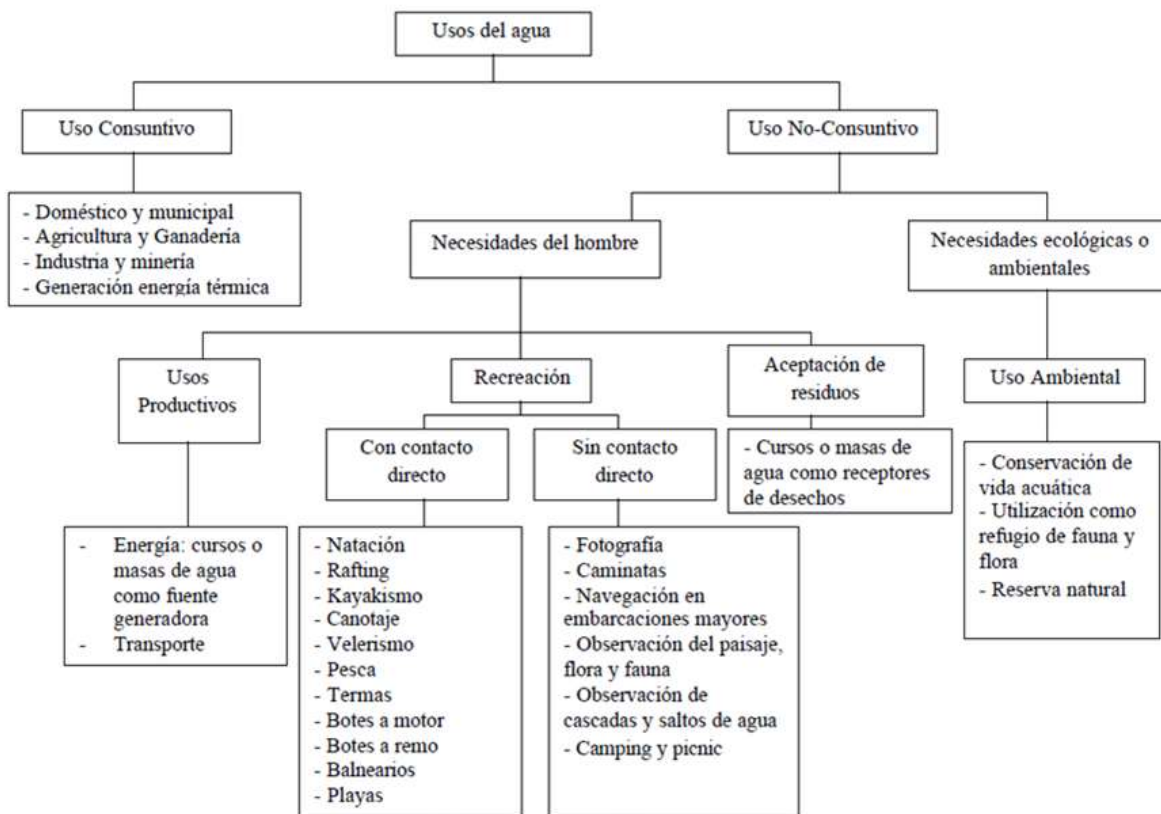 Usos del agua
Uso Consuntivo
Uso No-Consuntivo
- Doméstico y municipal
- Agricultura y Ganadería
- Industria y minería
- Generación energía térmica
Necesidades del hombre
Necesidades ecológicas o
ambientales
Usos
Productivos
Recreación
Aceptación de
residuos
Uso Ambiental
Con contacto
directo
Sin contacto
directo
- Cursos o masas de
agua como receptores
de desechos
- Conservación de
vida acuática
- Utilización como
refugio de fauna y
flora
- Reserva natural
- Energía: cursos o
masas de agua
como fuente
generadora
- Transporte
- Natación
- Rafting
- Kayakismo
- Canotaje
- Velerismo
- Pesca
- Termas
- Botes a motor
- Botes a remo
- Balnearios
- Playas
- Fotografía
- Caminatas
- Navegación en
embarcaciones mayores
- Observación del paisaje,
flora y fauna
- Observación de
cascadas y saltos de agua
- Camping y picnic